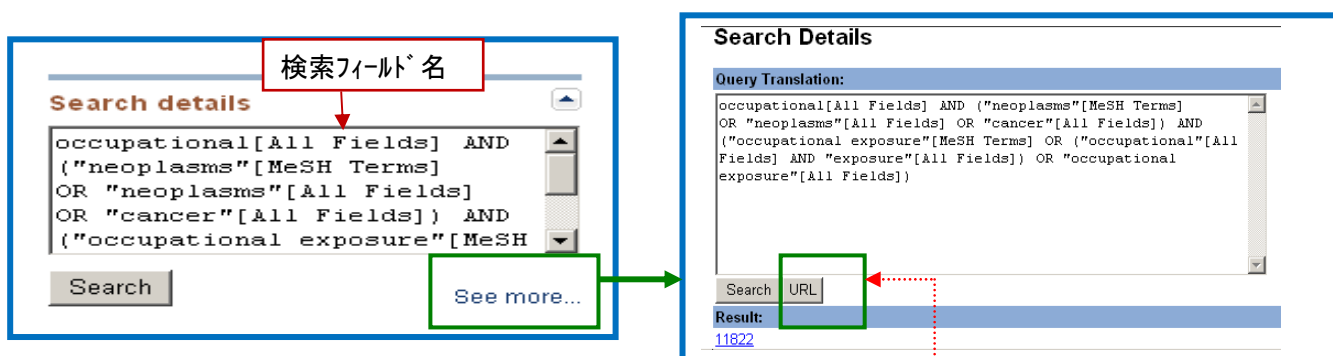 検索フィールド名
Search details
occupational[All Fields] AND
("neoplasms"[MeSH Terms]
OR "neoplasms"[All Fields]
OR "cancer"[All Fields]) AND
("occupational exposure"[MeSH
Search
See more...
Search Details
Query Translation:
occupational[All Fields] AND ("neoplasms"[MeSH Terms]
OR "neoplasms"[All Fields] OR "cancer"[All Fields]) AND
("occupational exposure"[MeSH Terms] OR ("occupational"[All
Fields] AND "exposure"[All Fields]) OR "occupational
exposure"[All Fields])
Search URL
Result:
11822